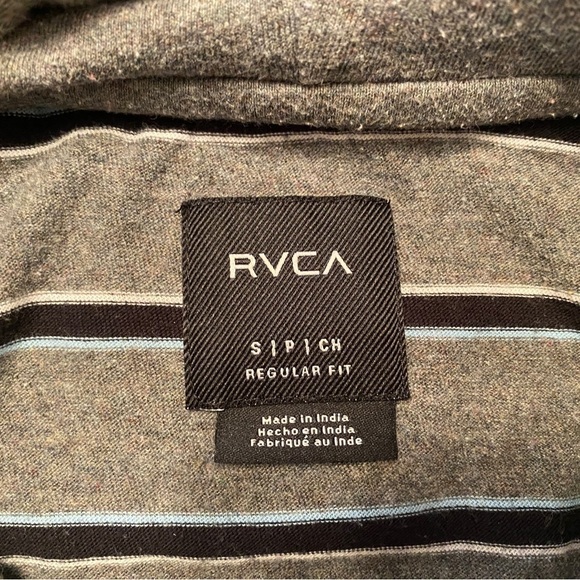 RVCA
S | P | CH
REGULAR FIT
Made in India
Hecho en India
Fabriqué au Inde